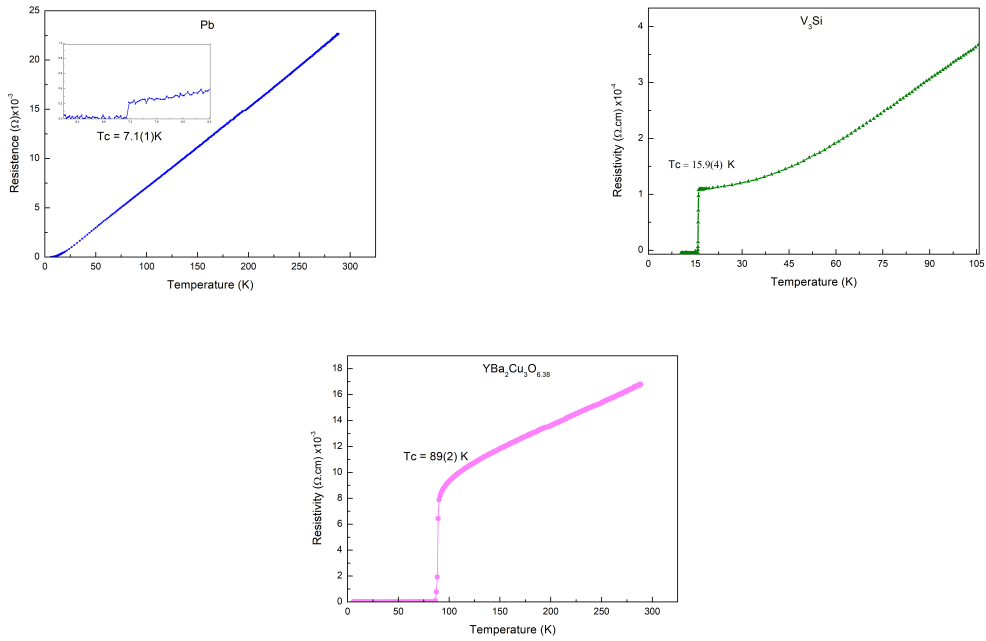 Pb
Resistence (Ω)x10⁻³
25
20
15
10
5
0
Tc = 7.1(1)K
0 50 100 150 200 250 300
Temperature (K)
V₃Si
Resistivity (Ω.cm) x10⁻⁴
4
3
2
1
0
Tc = 15.9(4) K
0 15 30 45 60 75 90 105
Temperature (K)
YBa₂Cu₃O₆.₃₈
Resistivity (Ω.cm) x10⁻³
18
16
14
12
10
8
6
4
2
0
Tc = 89(2) K
0 50 100 150 200 250 300
Temperature (K)